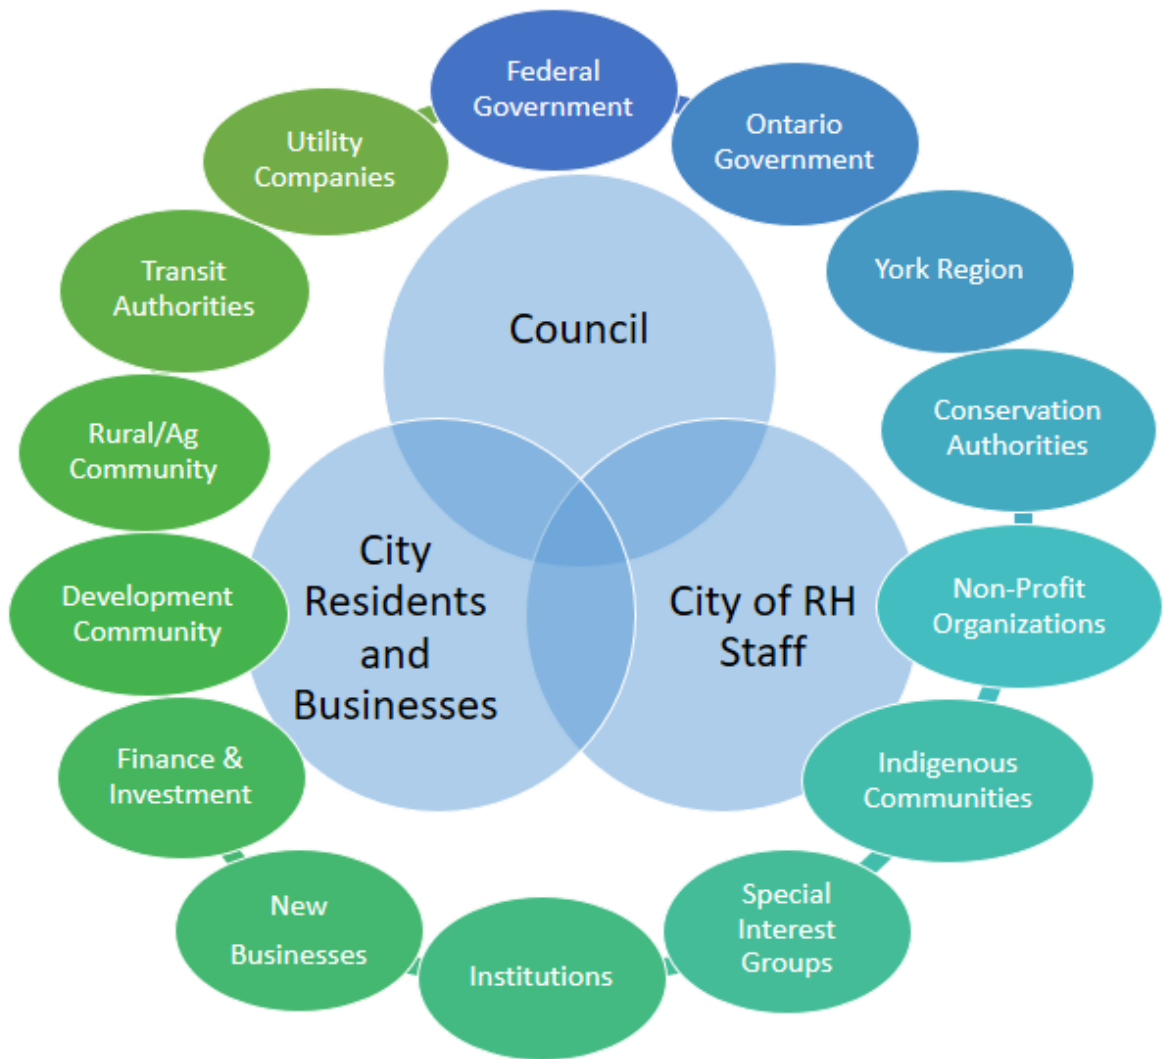 Federal
Government
Ontario
Government
York Region
Conservation
Authorities
Non-Profit
Organizations
Indigenous
Communities
Special
Interest
Groups
Institutions
New
Businesses
Finance &
Investment
Development
Community
Rural/Ag
Community
Transit
Authorities
Utility
Companies
Council
City
Residents
and
Businesses
City of RH
Staff